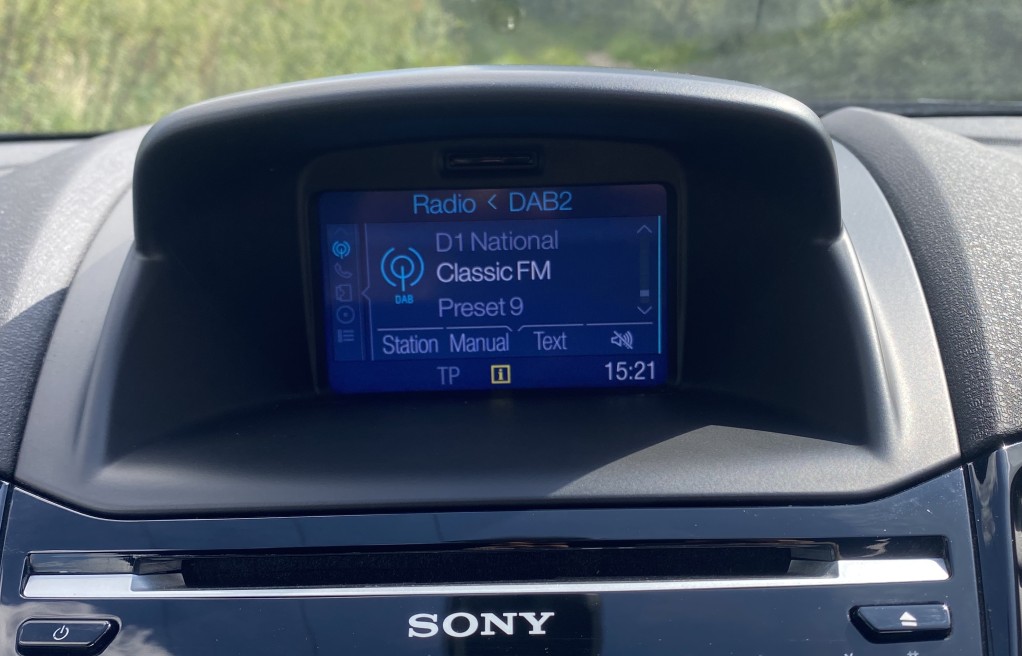 Radio < DAB2
D1 National
Classic FM
DAB
Preset 9
Station Manual Text
TP i 15:21
SONY